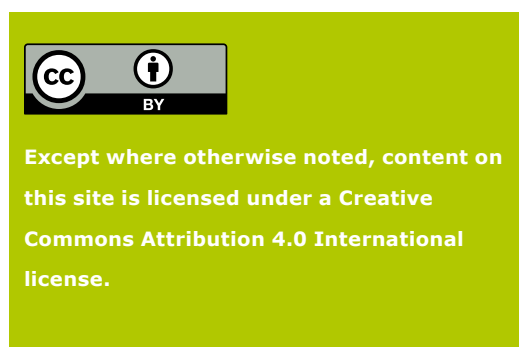 CC
BY
Except where otherwise noted, content on
this site is licensed under a Creative
Commons Attribution 4.0 International
license.